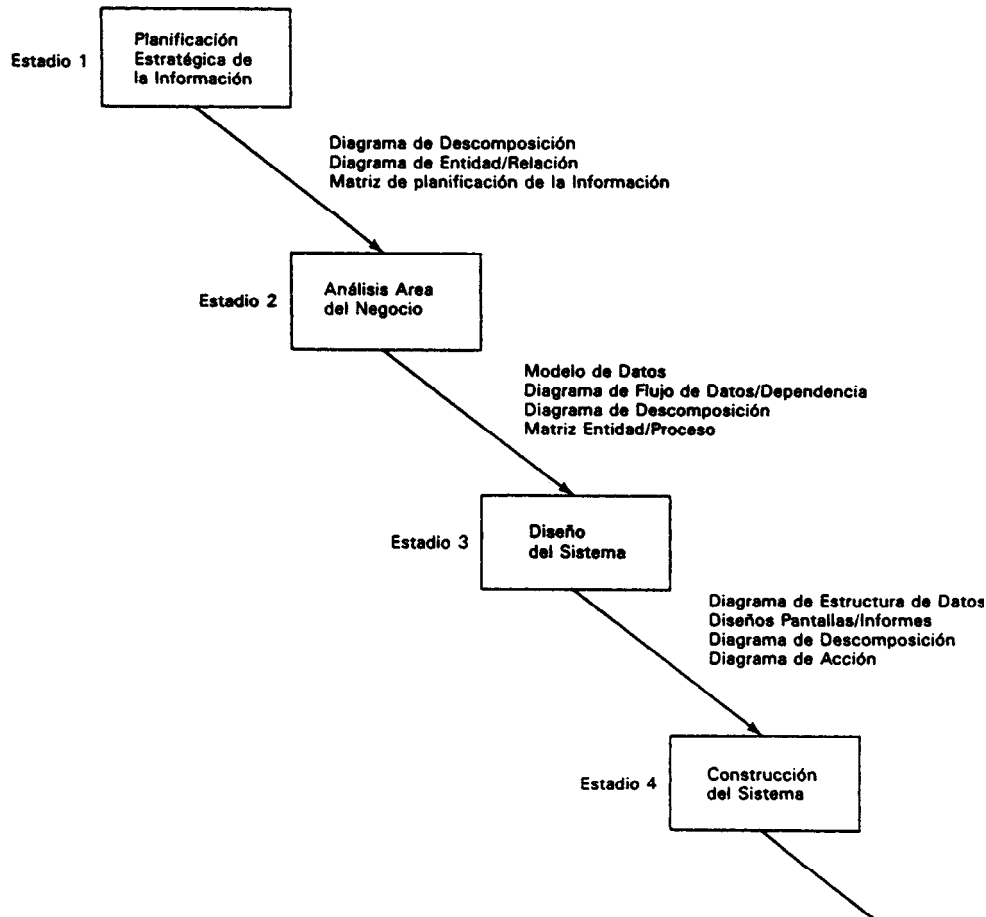 Estadio 1
Planificación
Estratégica de
la Información
Diagrama de Descomposición
Diagrama de Entidad/Relación
Matriz de planificación de la Información
Estadio 2
Análisis Area
del Negocio
Modelo de Datos
Diagrama de Flujo de Datos/Dependencia
Diagrama de Descomposición
Matriz Entidad/Proceso
Estadio 3
Diseño
del Sistema
Diagrama de Estructura de Datos
Diseños Pantallas/Informes
Diagrama de Descomposición
Diagrama de Acción
Estadio 4
Construcción
del Sistema